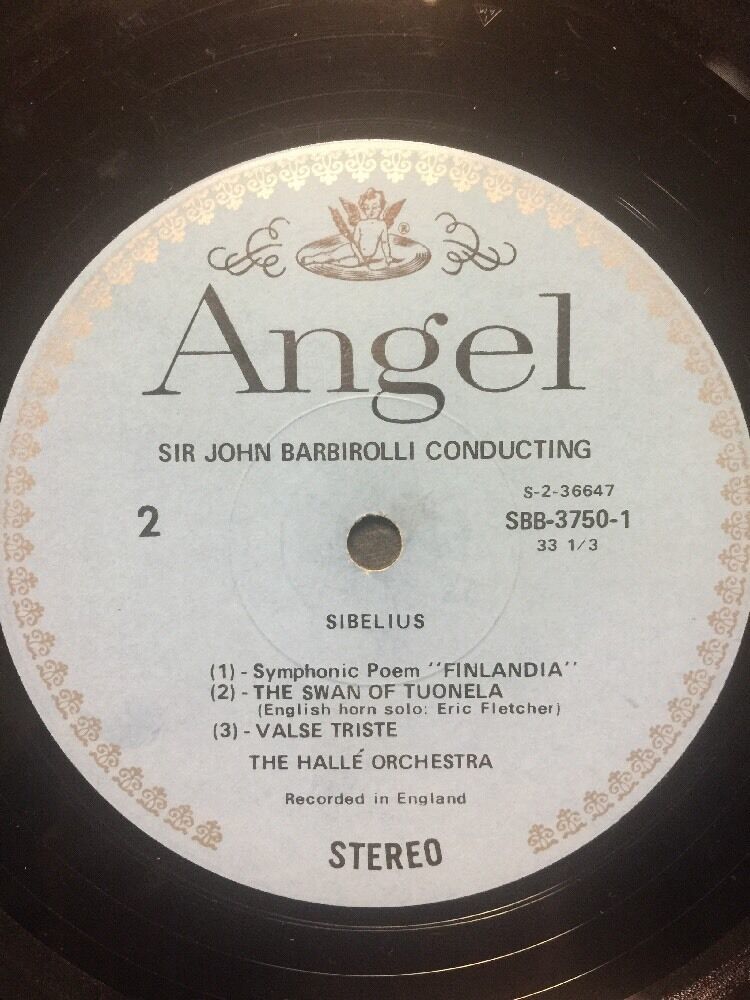 ®
Angel
SIR JOHN BARBIROLLI CONDUCTING
2
S-2-36647
SBB-3750-1
33 1/3
SIBELIUS
(1) - Symphonic Poem ''FINLANDIA''
(2) - THE SWAN OF TUONELA
(English horn solo: Eric Fletcher)
(3) - VALSE TRISTE
THE HALLÉ ORCHESTRA
Recorded in England
STEREO